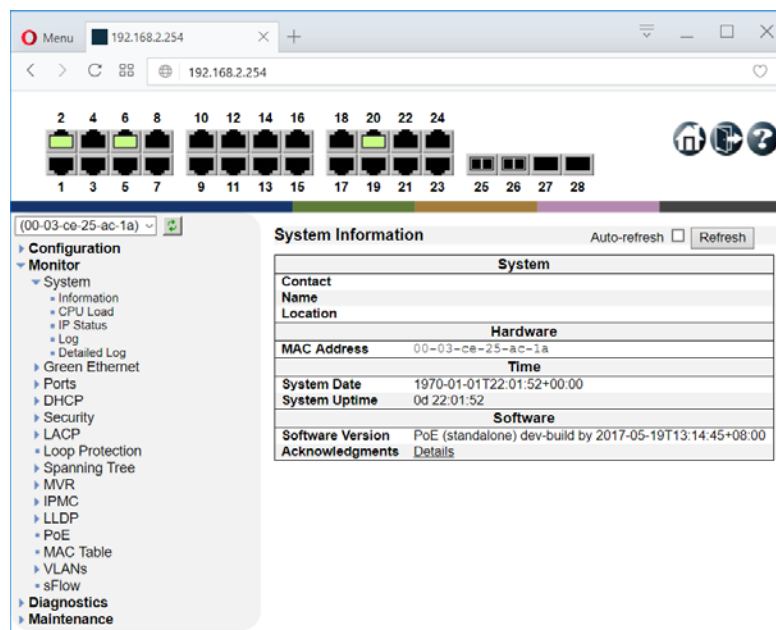 Menu 192.168.2.254
192.168.2.254
2 4 6 8 10 12 14 16 18 20 22 24
1 3 5 7 9 11 13 15 17 19 21 23 25 26 27 28
(00-03-ce-25-ac-1a)
Configuration
Monitor
System
Information
CPU Load
IP Status
Log
Detailed Log
Green Ethernet
Ports
DHCP
Security
LACP
Loop Protection
Spanning Tree
MVR
IPMC
LLDP
PoE
MAC Table
VLANs
sFlow
Diagnostics
Maintenance
System Information Auto-refresh Refresh
System
Contact
Name
Location
Hardware
MAC Address 00-03-ce-25-ac-1a
Time
System Date 1970-01-01T22:01:52+00:00
System Uptime 0d 22:01:52
Software
Software Version PoE (standalone) dev-build by 2017-05-19T13:14:45+08:00
Acknowledgments Details